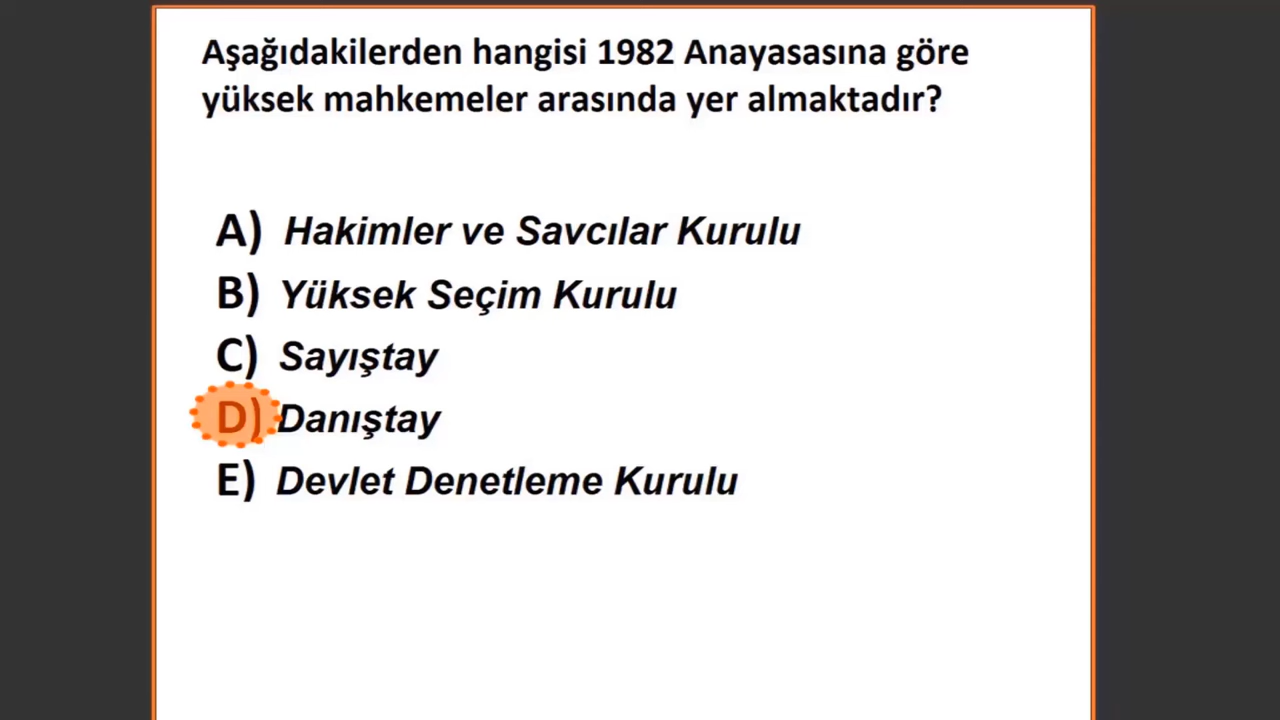 Aşağıdakilerden hangisi 1982 Anayasasına göre
yüksek mahkemeler arasında yer almaktadır?
A) Hakimler ve Savcılar Kurulu
B) Yüksek Seçim Kurulu
C) Sayıştay
D) Danıştay
E) Devlet Denetleme Kurulu